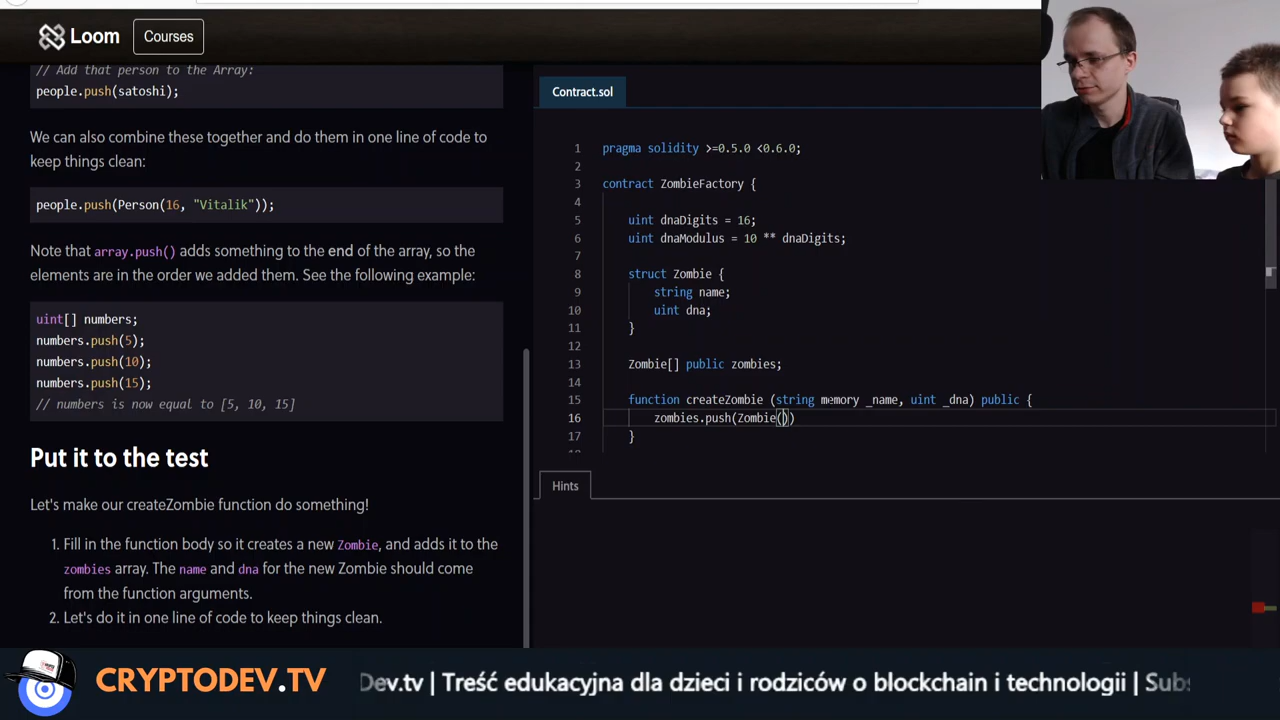 Loom
Courses
// Add that person to the Array:
people.push(satoshi);
We can also combine these together and do them in one line of code to
keep things clean:
people.push(Person(16, "Vitalik"));
Note that array.push() adds something to the end of the array, so the
elements are in the order we added them. See the following example:
uint[] numbers;
numbers.push(5);
numbers.push(10);
numbers.push(15);
// numbers is now equal to [5, 10, 15]
Put it to the test
Let's make our createZombie function do something!
1. Fill in the function body so it creates a new Zombie, and adds it to the
zombies array. The name and dna for the new Zombie should come
from the function arguments.
2. Let's do it in one line of code to keep things clean.
Contract.sol
1 pragma solidity >=0.5.0 <0.6.0;
2
3 contract ZombieFactory {
4
5 uint dnaDigits = 16;
6 uint dnaModulus = 10 ** dnaDigits;
7
8 struct Zombie {
9 string name;
10 uint dna;
11 }
12
13 Zombie[] public zombies;
14
15 function createZombie (string memory _name, uint _dna) public {
16 zombies.push(Zombie())
17 }
Hints
CRYPTODEV.TV
Dev.tv | Treść edukacyjna dla dzieci i rodziców o blockchain i technologii | Subs